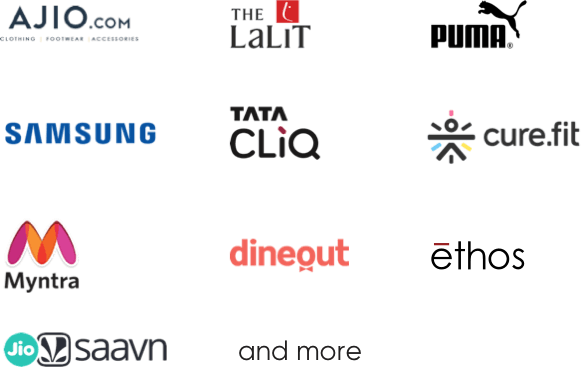 AJIO.COM
CLOTHING | FOOTWEAR | ACCESSORIES
THE
LaLiT
PUMA®
SAMSUNG
TATA
CLiQ
cure.fit
Myntra
dineout
ēthos
Jio saavn
and more